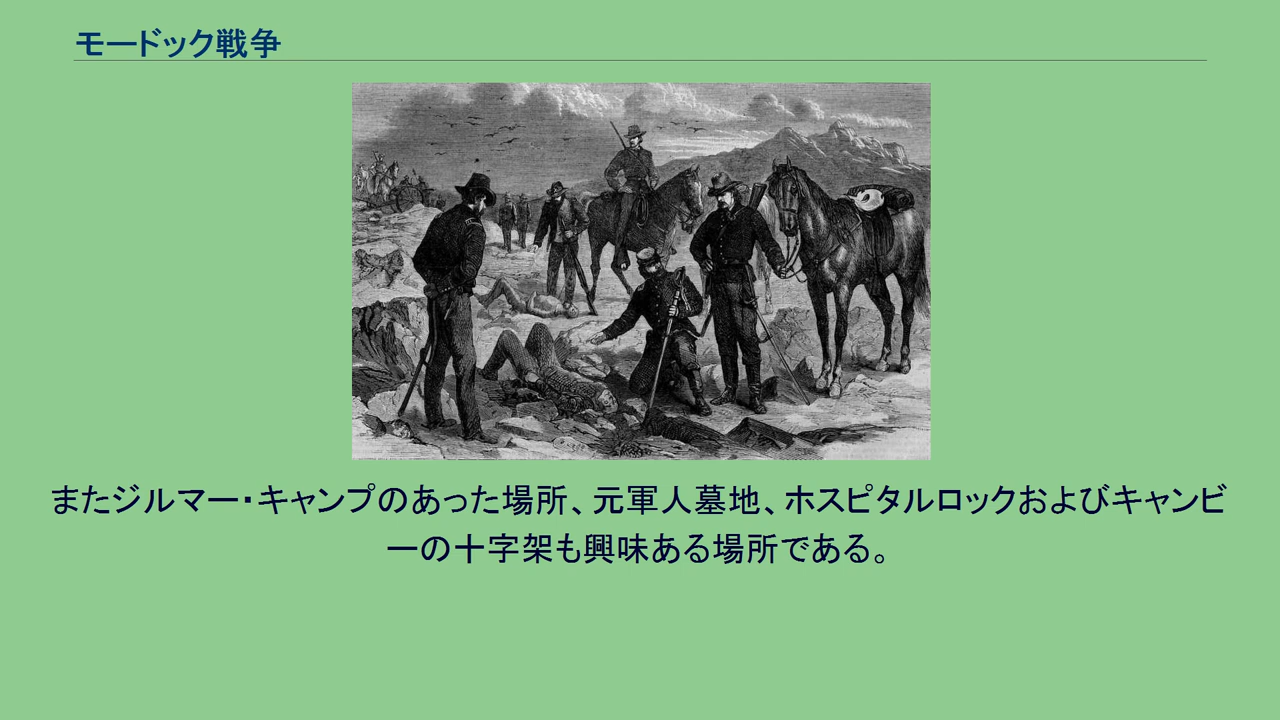 モードック戦争
またジルマー・キャンプのあった場所、元軍人墓地、ホスピタルロックおよびキャンビ
ーの十字架も興味ある場所である。